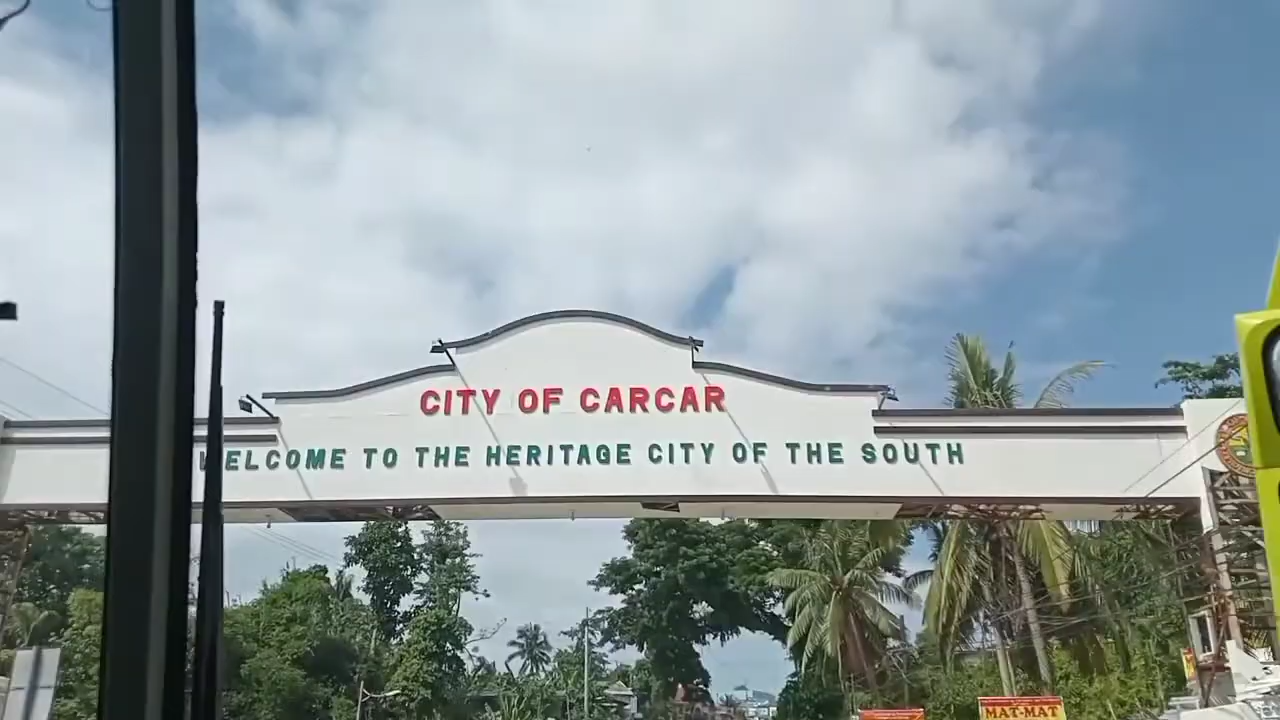 CITY OF CARCAR
WELCOME TO THE HERITAGE CITY OF THE SOUTH
MAT-MAT